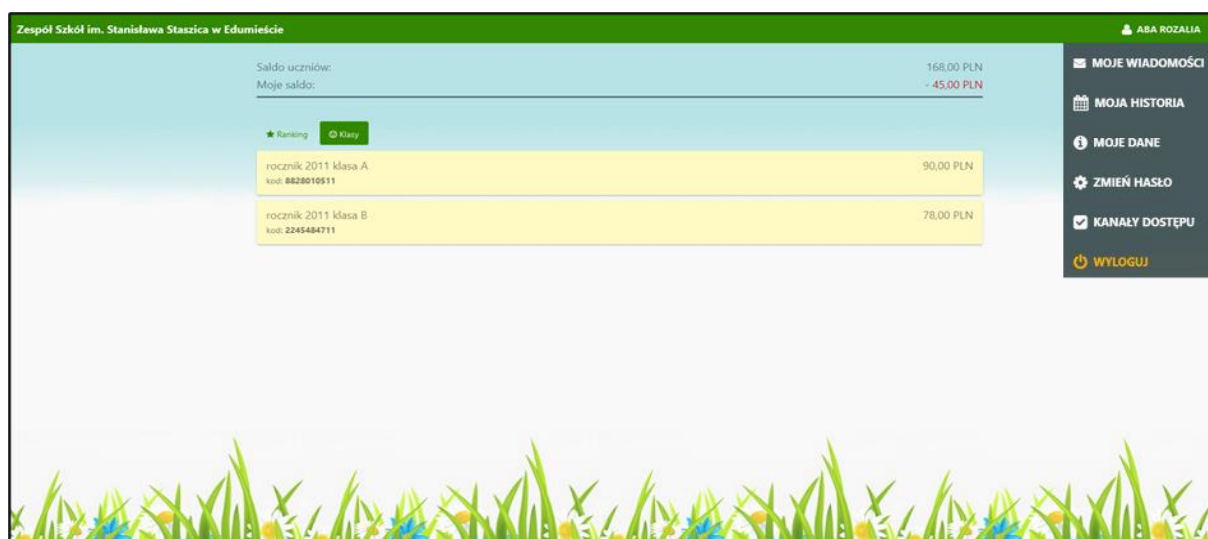 Zespół Szkół im. Stanisława Staszica w Edumieście
ABA ROZALIA
Saldo uczniów: 168,00 PLN
Moje saldo: - 45,00 PLN
Ranking Klasy
rocznik 2011 klasa A 90,00 PLN
kod: 8828010511
rocznik 2011 klasa B 78,00 PLN
kod: 2245484711
MOJE WIADOMOŚCI
MOJA HISTORIA
MOJE DANE
ZMIEŃ HASŁO
KANAŁY DOSTĘPU
WYLOGUJ